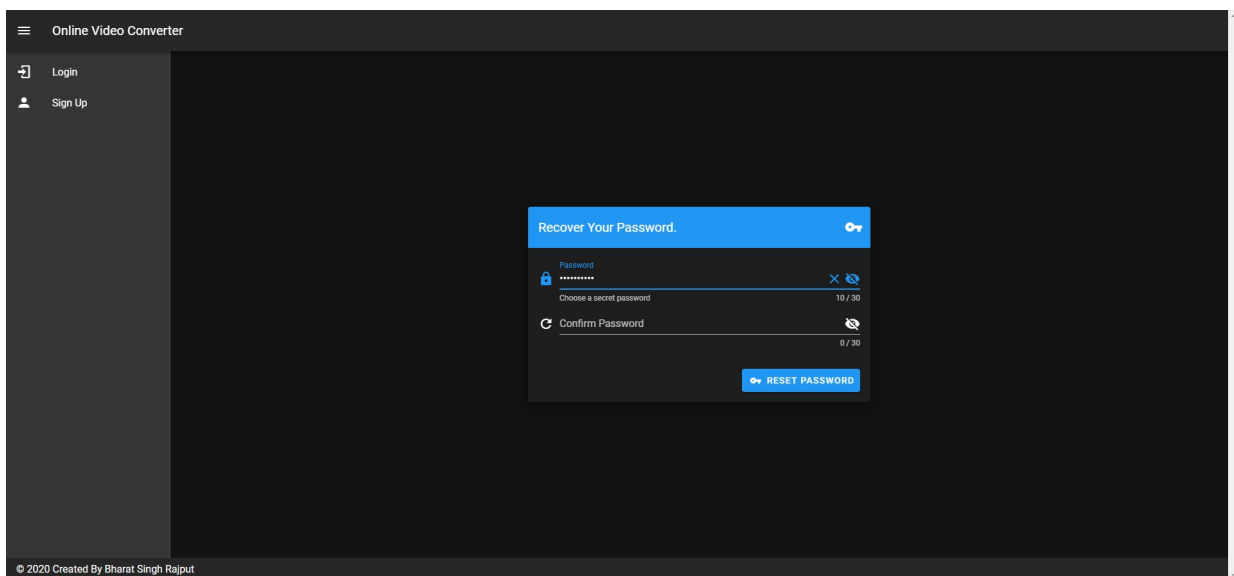 Online Video Converter
Login
Sign Up
Recover Your Password.
Password
••••••••••
Choose a secret password 10 / 30
Confirm Password
0 / 30
RESET PASSWORD
© 2020 Created By Bharat Singh Rajput